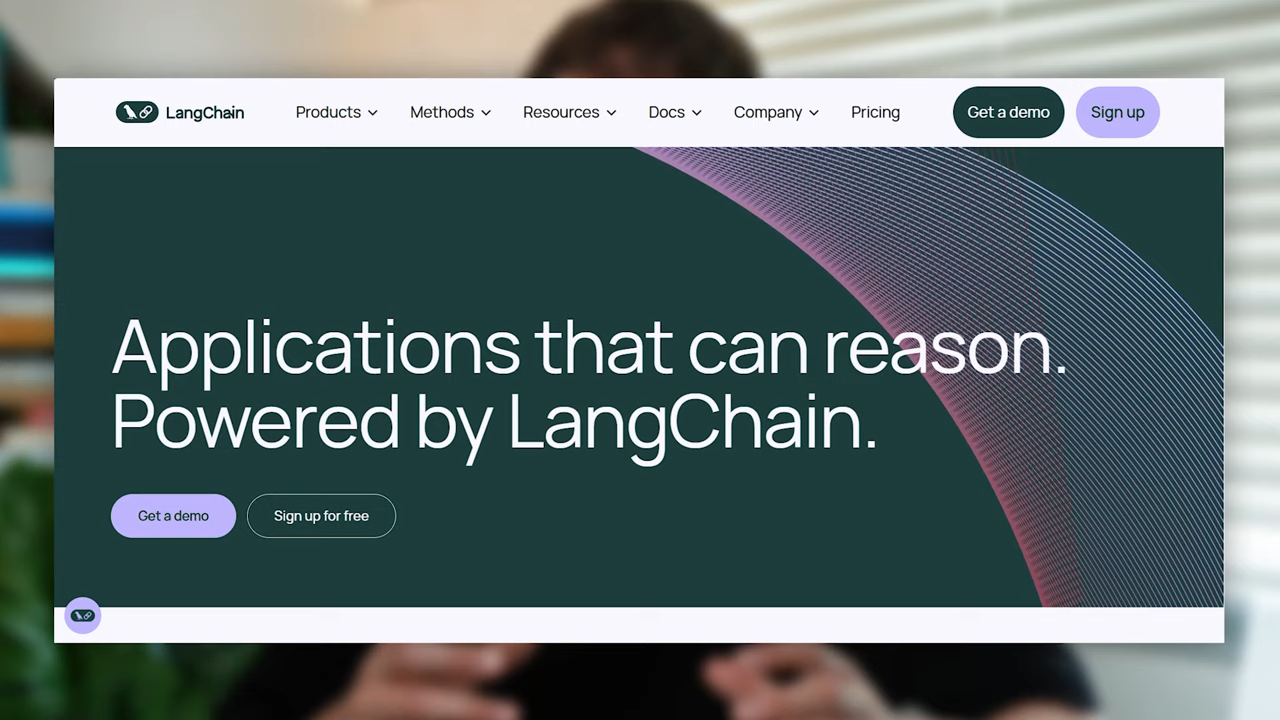 LangChain
Products
Methods
Resources
Docs
Company
Pricing
Get a demo
Sign up
Applications that can reason.
Powered by LangChain.
Get a demo
Sign up for free